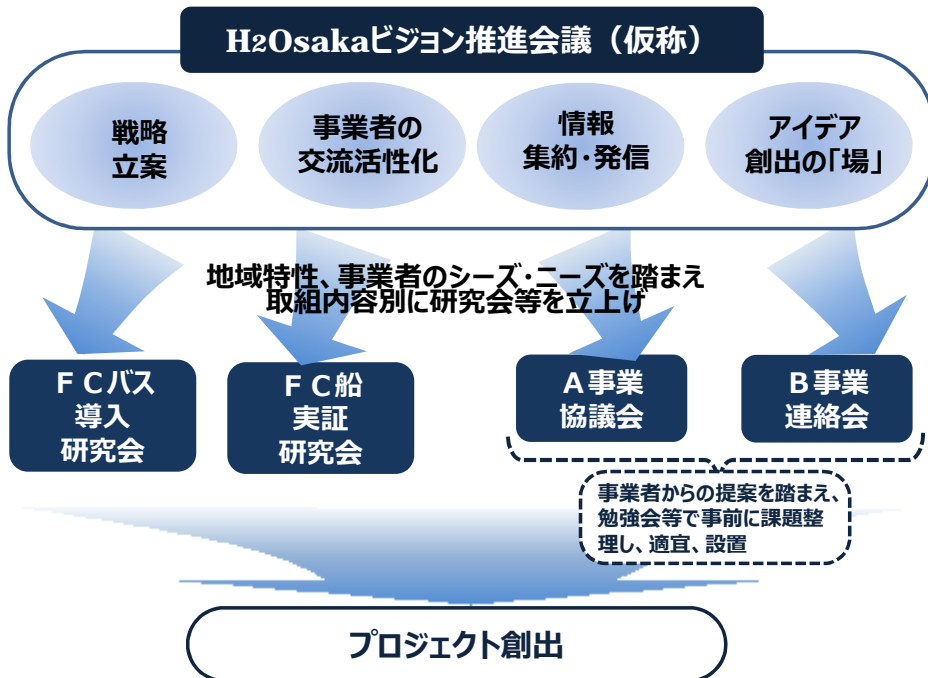 H2Osakaビジョン推進会議（仮称）
戦略
立案
事業者の
交流活性化
情報
集約・発信
アイデア
創出の「場」
地域特性、事業者のシーズ・ニーズを踏まえ
取組内容別に研究会等を立上げ
ＦＣバス
導入
研究会
ＦＣ船
実証
研究会
Ａ事業
協議会
Ｂ事業
連絡会
事業者からの提案を踏まえ、
勉強会等で事前に課題整
理し、適宜、設置
プロジェクト創出